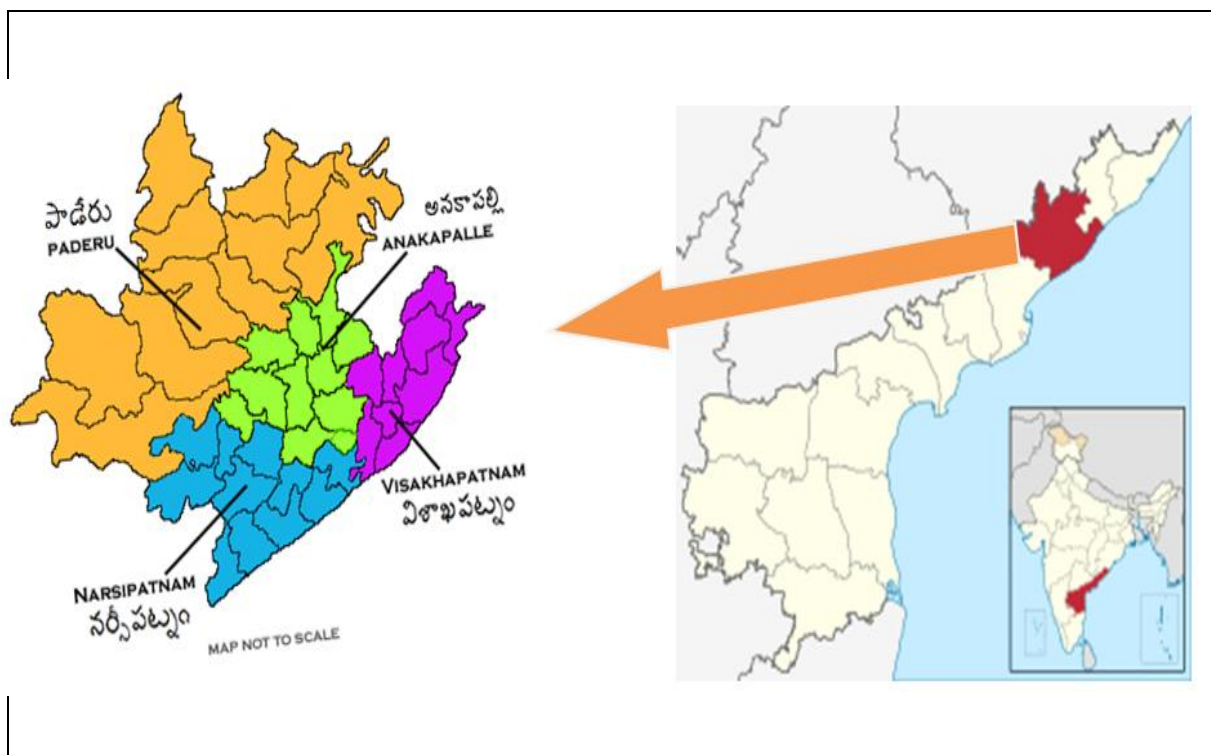 పాడేరు
PADERU
అనకాపల్లి
ANAKAPALLE
VISAKHAPATNAM
విశాఖపట్నం
NARSIPATNAM
నర్సీపట్నం
MAP NOT TO SCALE